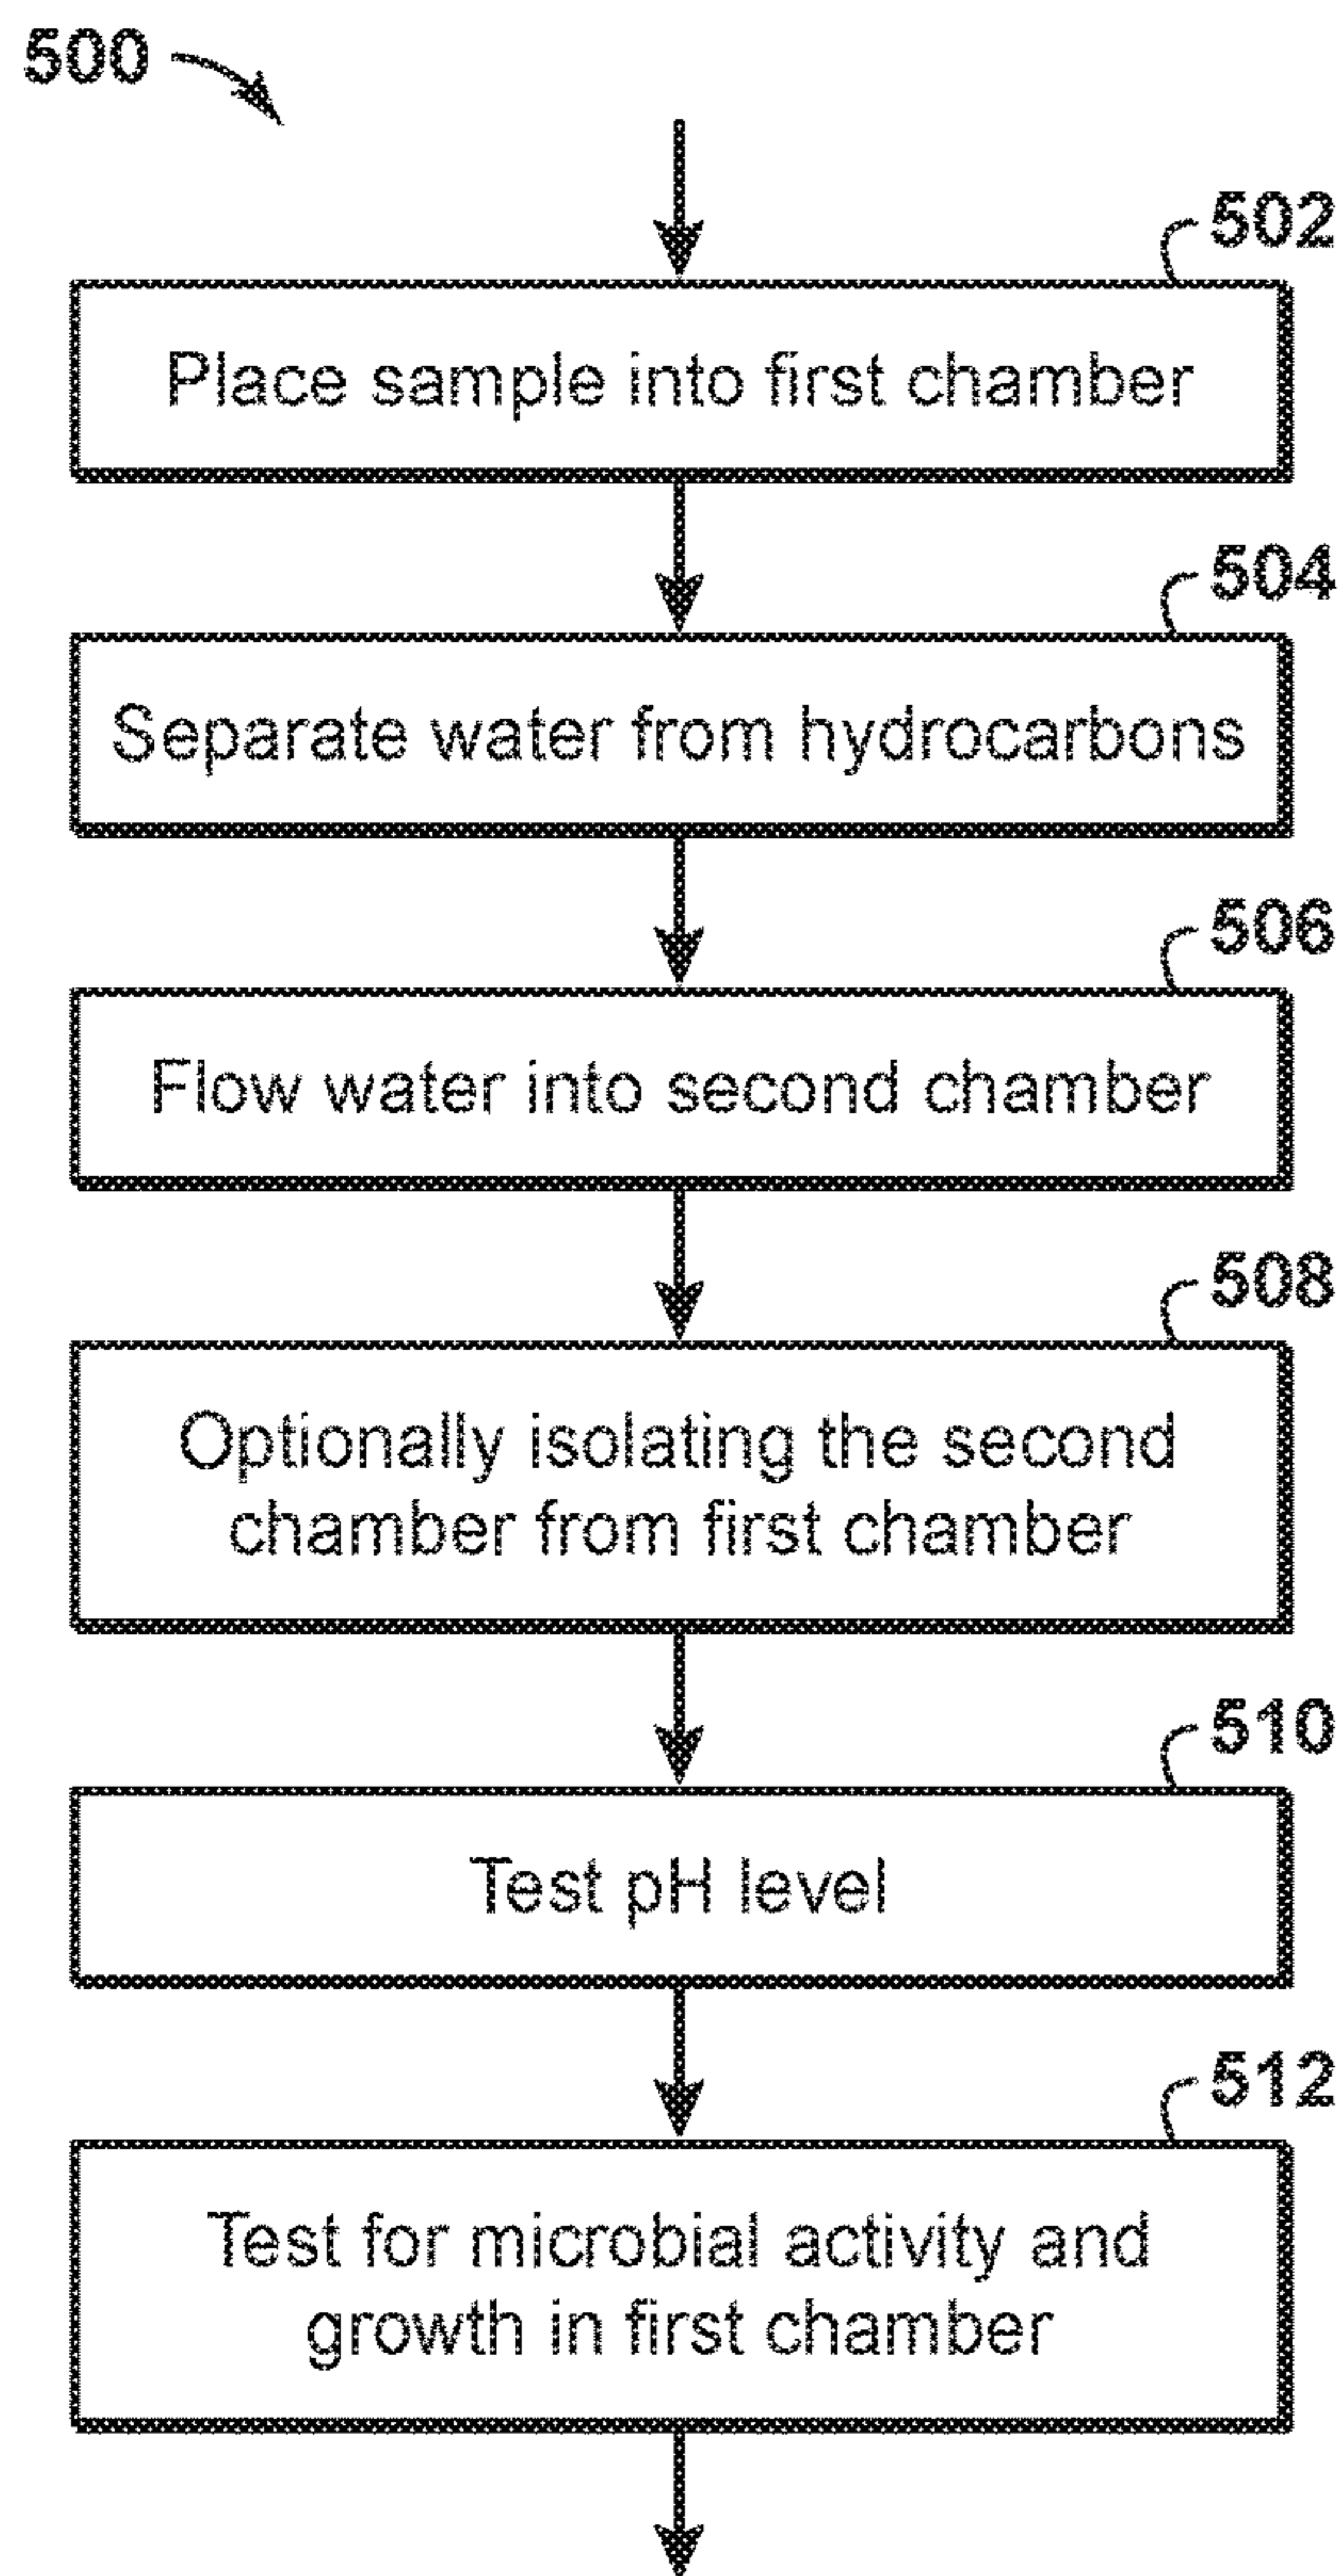 500
502
Place sample into first chamber
504
Separate water from hydrocarbons
506
Flow water into second chamber
508
Optionally isolating the second
chamber from first chamber
510
Test pH level
512
Test for microbial activity and
growth in first chamber